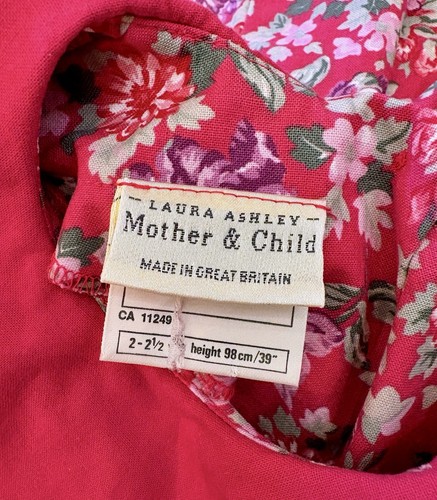 - LAURA ASHLEY -
Mother & Child
MADE IN GREAT BRITAIN
CA 11249
2-2½ height 98cm/39"